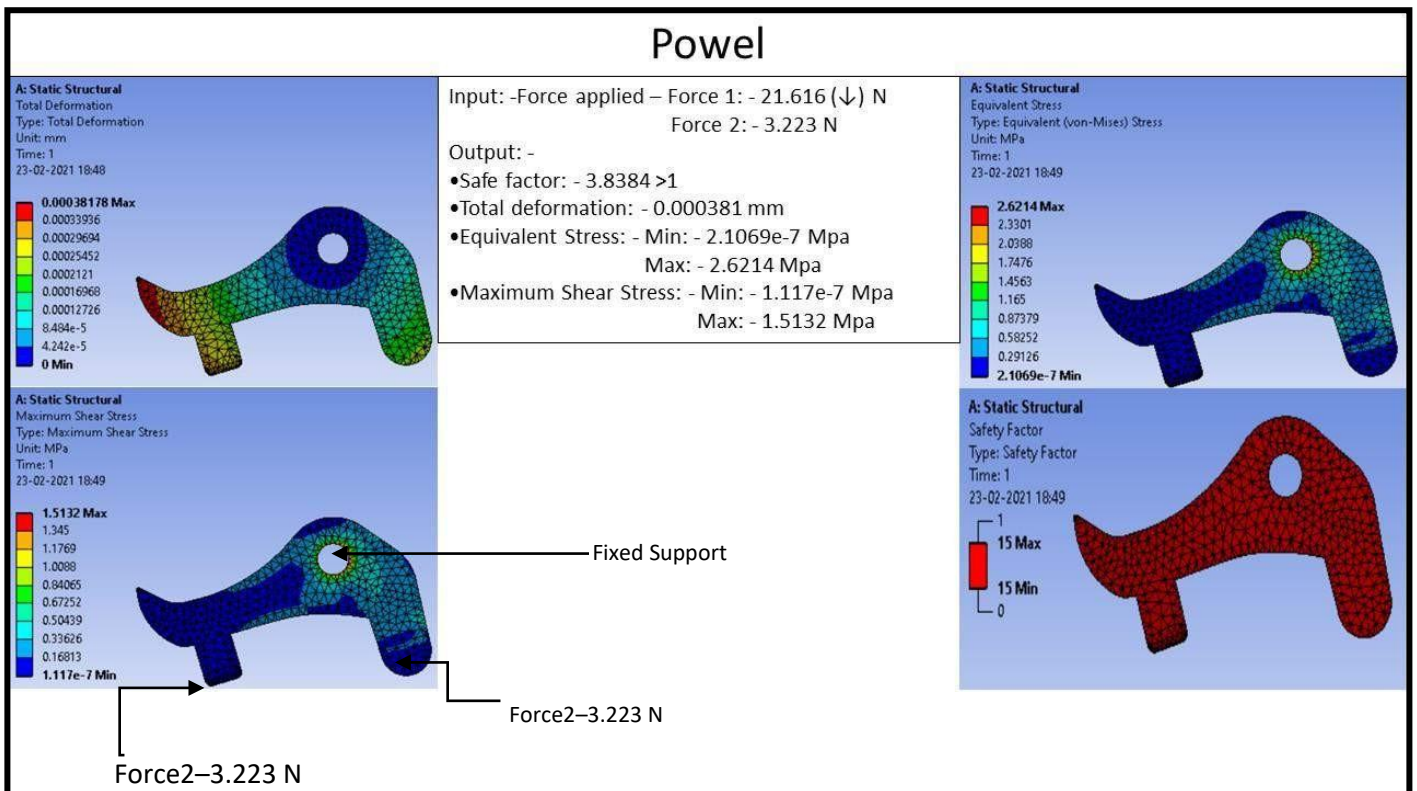 Powel
A: Static Structural
Total Deformation
Type: Total Deformation
Unit: mm
Time: 1
23-02-2021 18:48
0.00038178 Max
0.00033936
0.00029694
0.00025452
0.0002121
0.00016968
0.00012726
8.484e-5
4.242e-5
0 Min
Input: -Force applied – Force 1: - 21.616 (↓) N
Force 2: - 3.223 N
Output: -
•Safe factor: - 3.8384 >1
•Total deformation: - 0.000381 mm
•Equivalent Stress: - Min: - 2.1069e-7 Mpa
Max: - 2.6214 Mpa
•Maximum Shear Stress: - Min: - 1.117e-7 Mpa
Max: - 1.5132 Mpa
A: Static Structural
Equivalent Stress
Type: Equivalent (von-Mises) Stress
Unit: MPa
Time: 1
23-02-2021 18:49
2.6214 Max
2.3301
2.0388
1.7476
1.4563
1.165
0.87379
0.58252
0.29126
2.1069e-7 Min
A: Static Structural
Maximum Shear Stress
Type: Maximum Shear Stress
Unit: MPa
Time: 1
23-02-2021 18:49
1.5132 Max
1.345
1.1769
1.0088
0.84065
0.67252
0.50439
0.33626
0.16813
1.117e-7 Min
Fixed Support
Force2–3.223 N
Force2–3.223 N
A: Static Structural
Safety Factor
Type: Safety Factor
Time: 1
23-02-2021 18:49
1
15 Max
15 Min
0